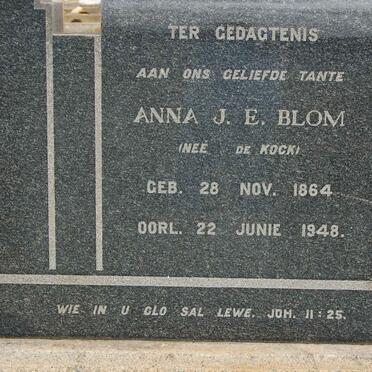 TER GEDAGTENIS
AAN ONS GELIEFDE TANTE
ANNA J. E. BLOM
(NEE DE KOCK)
GEB. 28 NOV. 1864
OORL. 22 JUNIE 1948.
WIE IN U GLO SAL LEWE. JOH. 11:25.